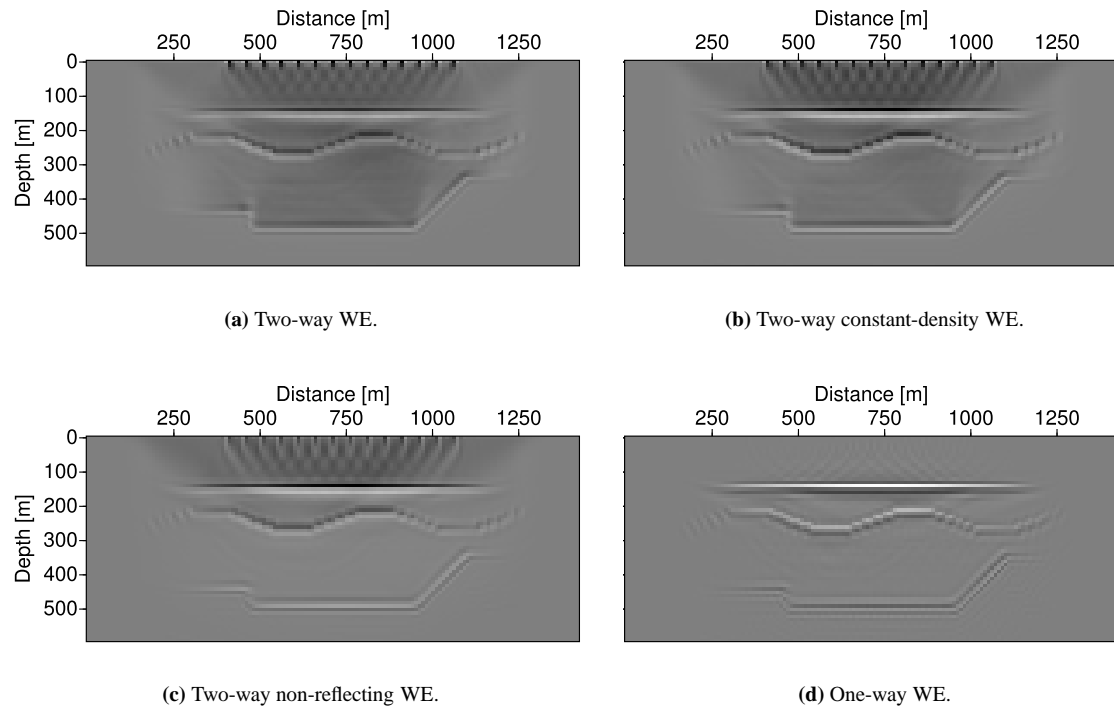 Distance [m]
250 500 750 1000 1250
0
100
200
300
400
500
Depth [m]
(a) Two-way WE.
Distance [m]
250 500 750 1000 1250
(b) Two-way constant-density WE.
Distance [m]
250 500 750 1000 1250
0
100
200
300
400
500
Depth [m]
(c) Two-way non-reflecting WE.
Distance [m]
250 500 750 1000 1250
(d) One-way WE.